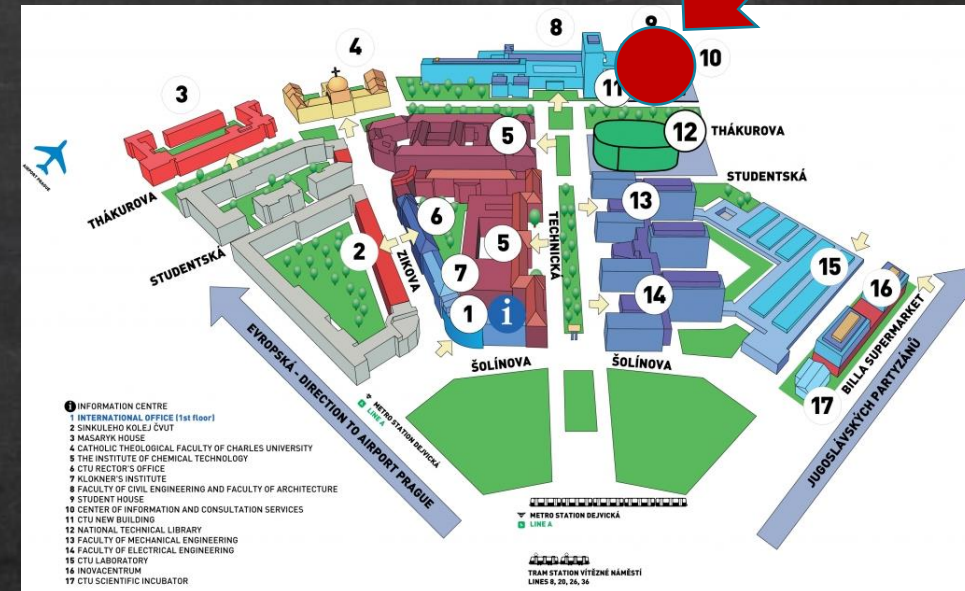 8
9
10
4
11
3
5
12
THÁKUROVA
AIRPORT PRAGUE
STUDENTSKÁ
THÁKUROVA
13
6
TECHNICKÁ
2
ZIKOVA
5
STUDENTSKÁ
7
15
14
16
1
i
BILLA SUPERMARKET
EVROPSKÁ - DIRECTION TO AIRPORT PRAGUE
ŠOLÍNOVA
ŠOLÍNOVA
17
JUGOSLÁVSKÝCH PARTYZÁNŮ
METRO STATION DEJVICKÁ
LINE A
i INFORMATION CENTRE
1 INTERNATIONAL OFFICE (1st floor)
2 SINKULEHO KOLEJ ČVUT
3 MASARYK HOUSE
4 CATHOLIC THEOLOGICAL FACULTY OF CHARLES UNIVERSITY
5 THE INSTITUTE OF CHEMICAL TECHNOLOGY
6 CTU RECTOR'S OFFICE
7 KLOKNER'S INSTITUTE
8 FACULTY OF CIVIL ENGINEERING AND FACULTY OF ARCHITECTURE
9 STUDENT HOUSE
10 CENTER OF INFORMATION AND CONSULTATION SERVICES
11 CTU NEW BUILDING
12 NATIONAL TECHNICAL LIBRARY
13 FACULTY OF MECHANICAL ENGINEERING
14 FACULTY OF ELECTRICAL ENGINEERING
15 CTU LABORATORY
16 INOVACENTRUM
17 CTU SCIENTIFIC INCUBATOR
METRO STATION DEJVICKÁ
A LINE A
TRAM STATION VÍTĚZNÉ NÁMĚSTÍ
LINES 8, 20, 26, 36